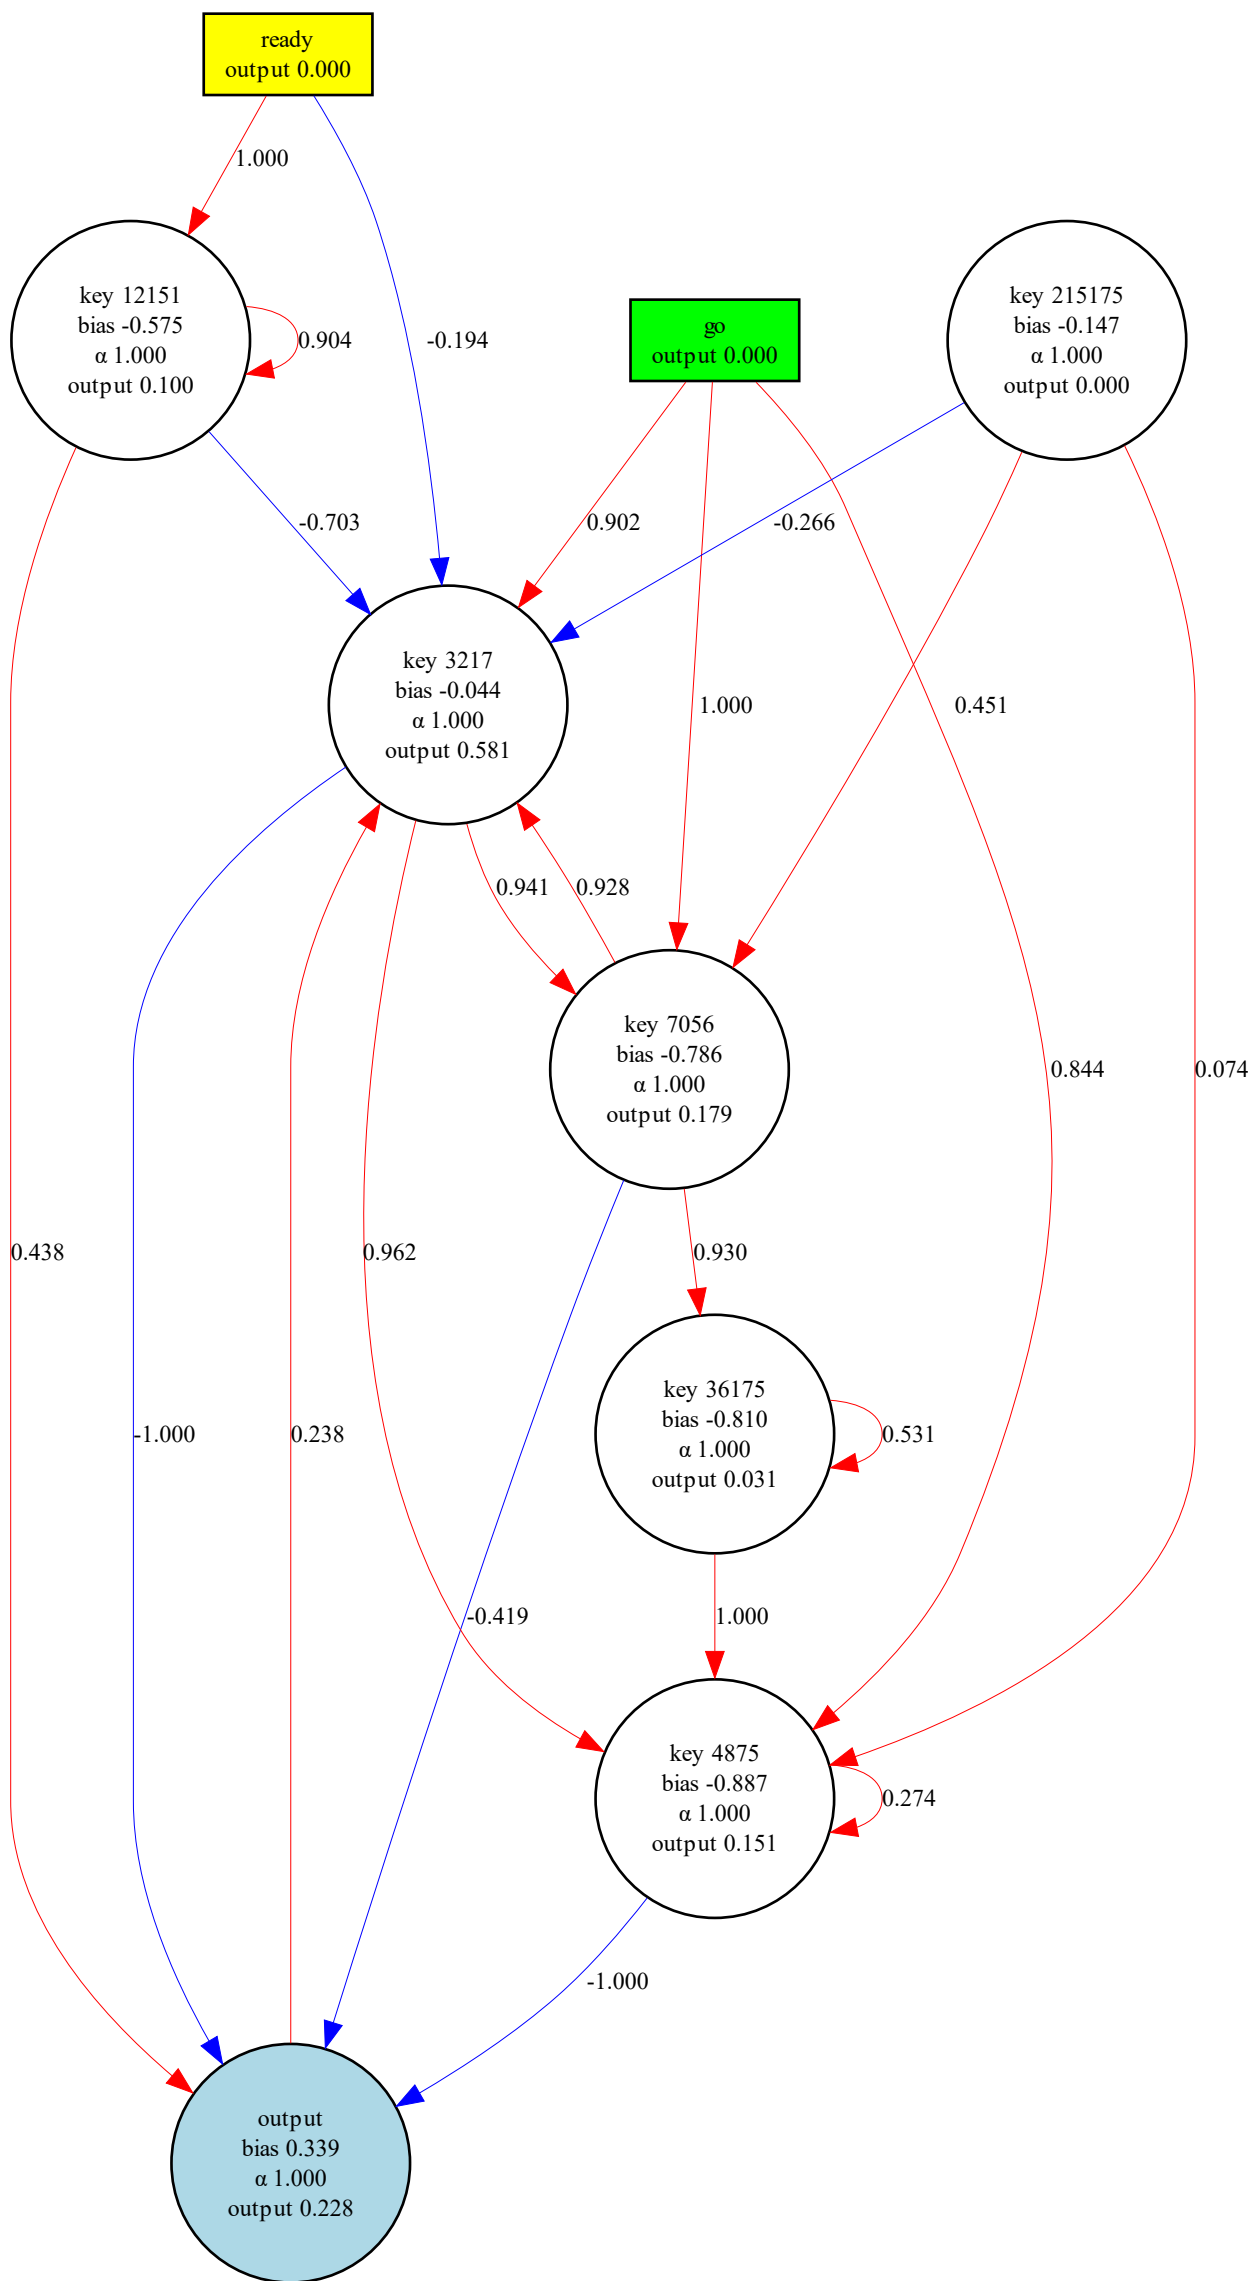 ready
output 0.000
1.000
key 12151
bias -0.575
α 1.000
output 0.100
0.904
-0.194
go
output 0.000
key 215175
bias -0.147
α 1.000
output 0.000
-0.703
0.902
-0.266
key 3217
bias -0.044
α 1.000
output 0.581
1.000
0.451
0.941
0.928
key 7056
bias -0.786
α 1.000
output 0.179
0.844
0.074
0.438
0.962
0.930
key 36175
bias -0.810
α 1.000
output 0.031
0.531
-1.000
0.238
-0.419
1.000
key 4875
bias -0.887
α 1.000
output 0.151
0.274
-1.000
output
bias 0.339
α 1.000
output 0.228